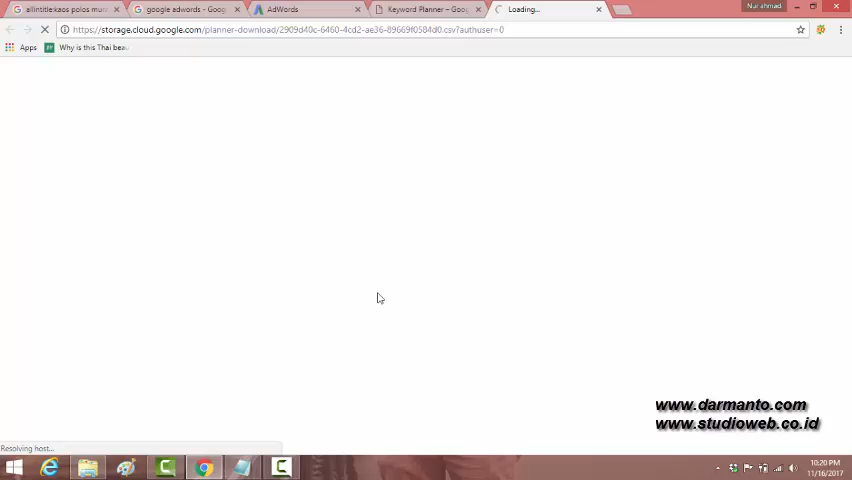 allintitle:kaos polos mur
google adwords - Goog
AdWords
Keyword Planner – Goog
Loading...
Nur ahmad
https://storage.cloud.google.com/planner-download/2909d40c-6460-4cd2-ae36-89669f0584d0.csv?authuser=0
Apps
Why is this Thai beau
www.darmanto.com
www.studioweb.co.id
Resolving host...
10:20 PM
11/16/2017